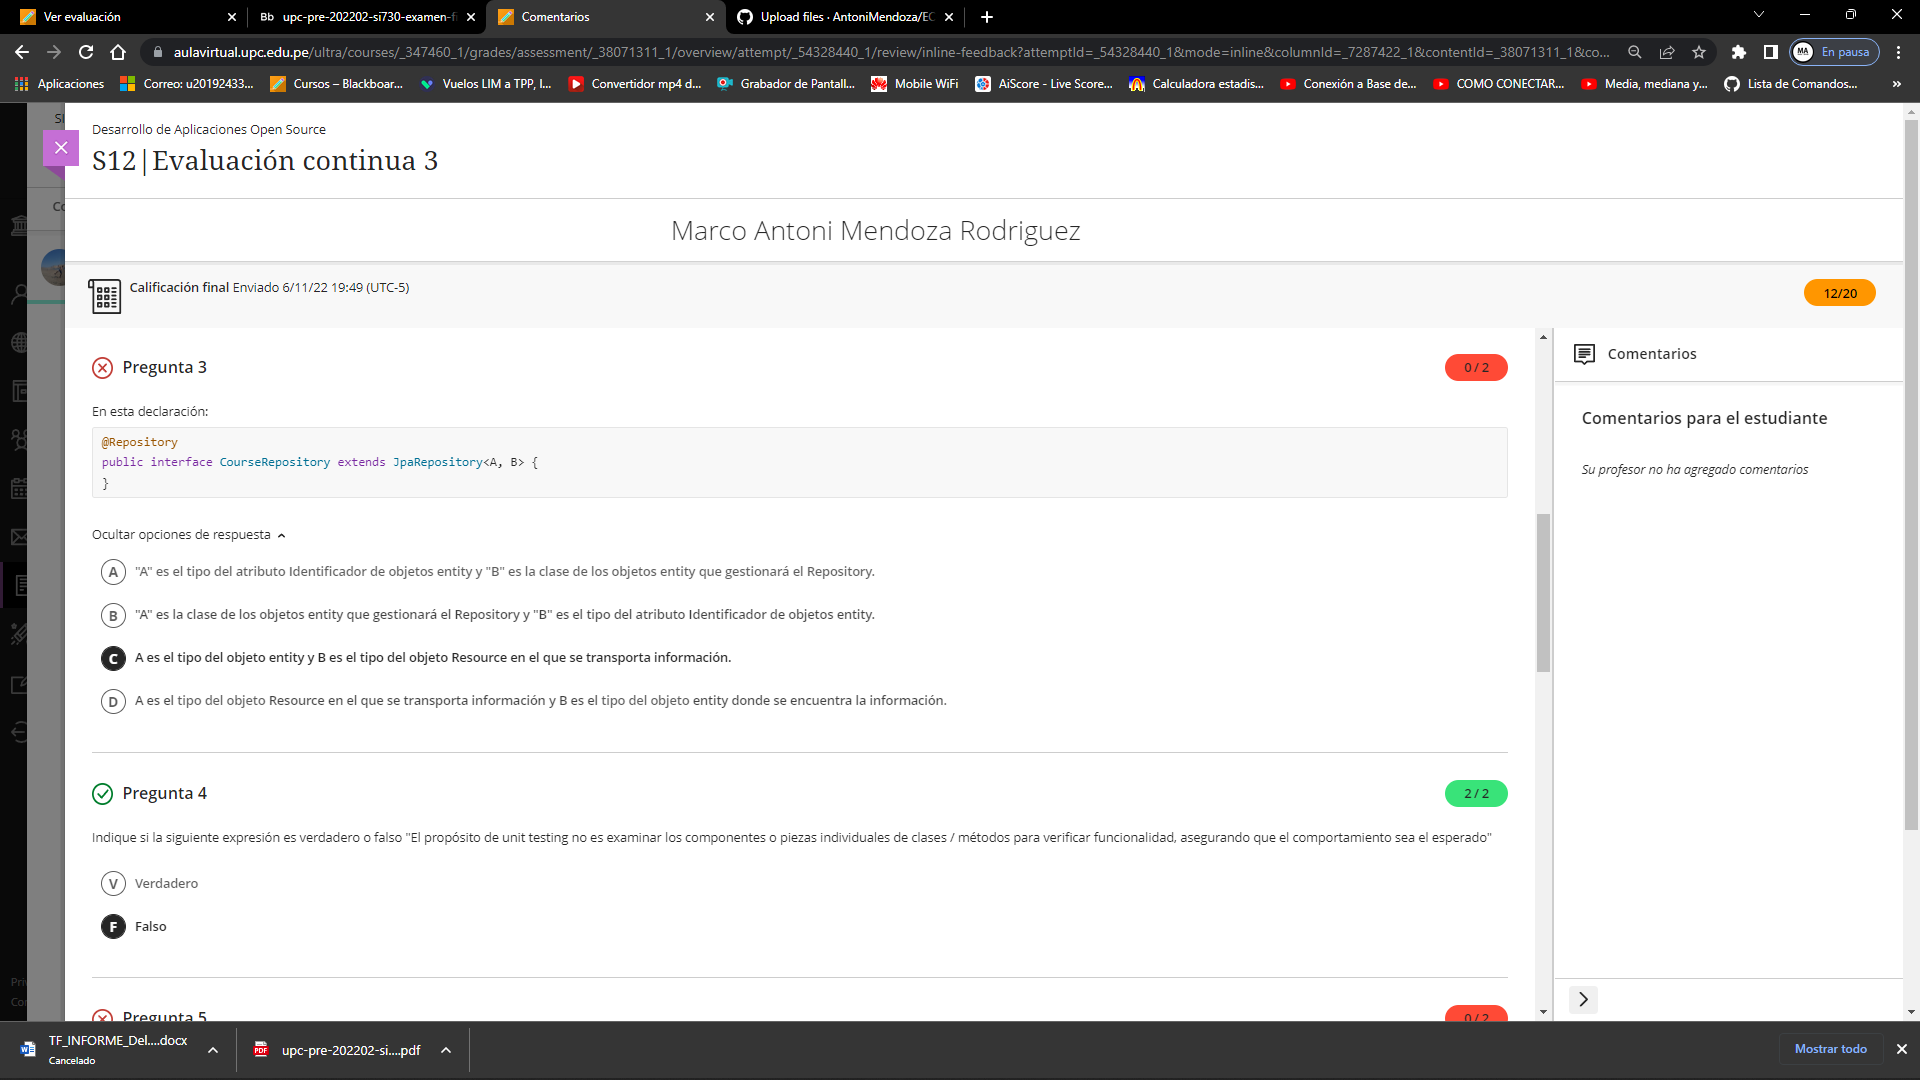 Ver evaluación
Bb upc-pre-202202-si730-examen-fi
Comentarios
Upload files · AntoniMendoza/EC
aulavirtual.upc.edu.pe/ultra/courses/_347460_1/grades/assessment/_38071311_1/overview/attempt/_54328440_1/review/inline-feedback?attemptId=_54328440_1&mode=inline&columnId=_7287422_1&contentId=_38071311_1&co...
MA En pausa
Aplicaciones
Correo: u20192433...
Cursos – Blackboar...
Vuelos LIM a TPP, l...
Convertidor mp4 d...
Grabador de Pantall...
Mobile WiFi
AiScore - Live Score...
Calculadora estadis...
Conexión a Base de...
COMO CONECTAR...
Media, mediana y...
Lista de Comandos...
»
Desarrollo de Aplicaciones Open Source
S12|Evaluación continua 3
Marco Antoni Mendoza Rodriguez
Calificación final Enviado 6/11/22 19:49 (UTC-5)
12/20
Pregunta 3
0 / 2
En esta declaración:
@Repository
public interface CourseRepository extends JpaRepository<A, B> {
}
Ocultar opciones de respuesta
A "A" es el tipo del atributo Identificador de objetos entity y "B" es la clase de los objetos entity que gestionará el Repository.
B "A" es la clase de los objetos entity que gestionará el Repository y "B" es el tipo del atributo Identificador de objetos entity.
C A es el tipo del objeto entity y B es el tipo del objeto Resource en el que se transporta información.
D A es el tipo del objeto Resource en el que se transporta información y B es el tipo del objeto entity donde se encuentra la información.
Pregunta 4
2 / 2
Indique si la siguiente expresión es verdadero o falso "El propósito de unit testing no es examinar los componentes o piezas individuales de clases / métodos para verificar funcionalidad, asegurando que el comportamiento sea el esperado"
V Verdadero
F Falso
Pregunta 5
0 / 2
Comentarios
Comentarios para el estudiante
Su profesor no ha agregado comentarios
TF_INFORME_Del....docx
Cancelado
PDF
upc-pre-202202-si....pdf
Mostrar todo